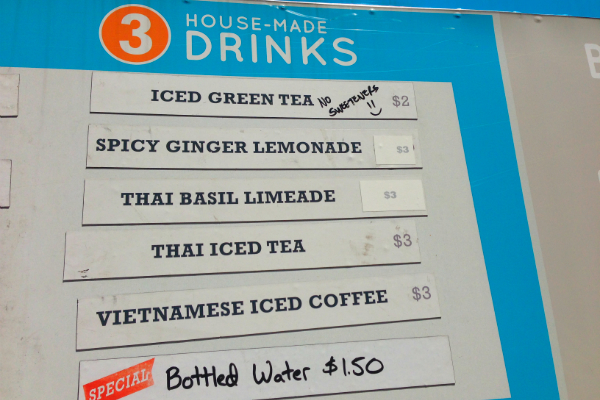 3 HOUSE-MADE
DRINKS
ICED GREEN TEA NO SWEETENERS $2
SPICY GINGER LEMONADE $3
THAI BASIL LIMEADE $3
THAI ICED TEA $3
VIETNAMESE ICED COFFEE $3
SPECIAL Bottled Water $1.50